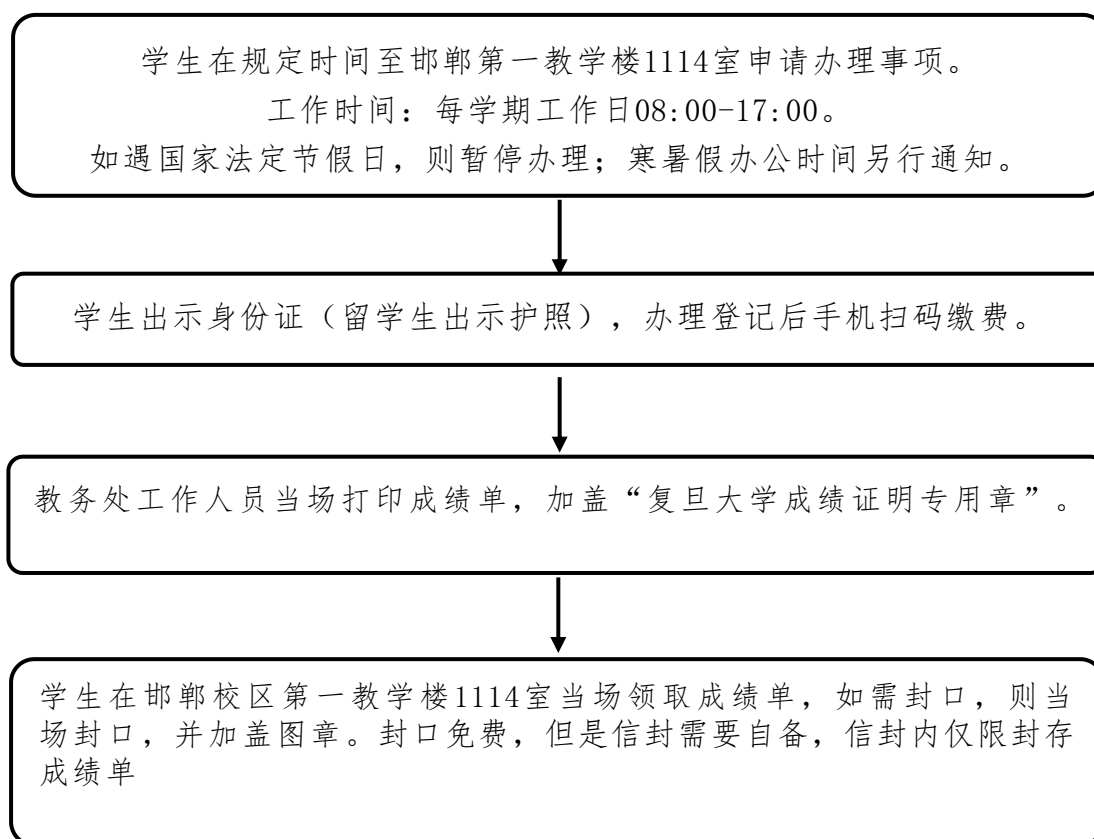 学生在规定时间至邯郸第一教学楼1114室申请办理事项。
工作时间：每学期工作日08:00-17:00。
如遇国家法定节假日，则暂停办理；寒暑假办公时间另行通知。
学生出示身份证（留学生出示护照），办理登记后手机扫码缴费。
教务处工作人员当场打印成绩单，加盖“复旦大学成绩证明专用章”。
学生在邯郸校区第一教学楼1114室当场领取成绩单，如需封口，则当
场封口，并加盖图章。封口免费，但是信封需要自备，信封内仅限封存
成绩单